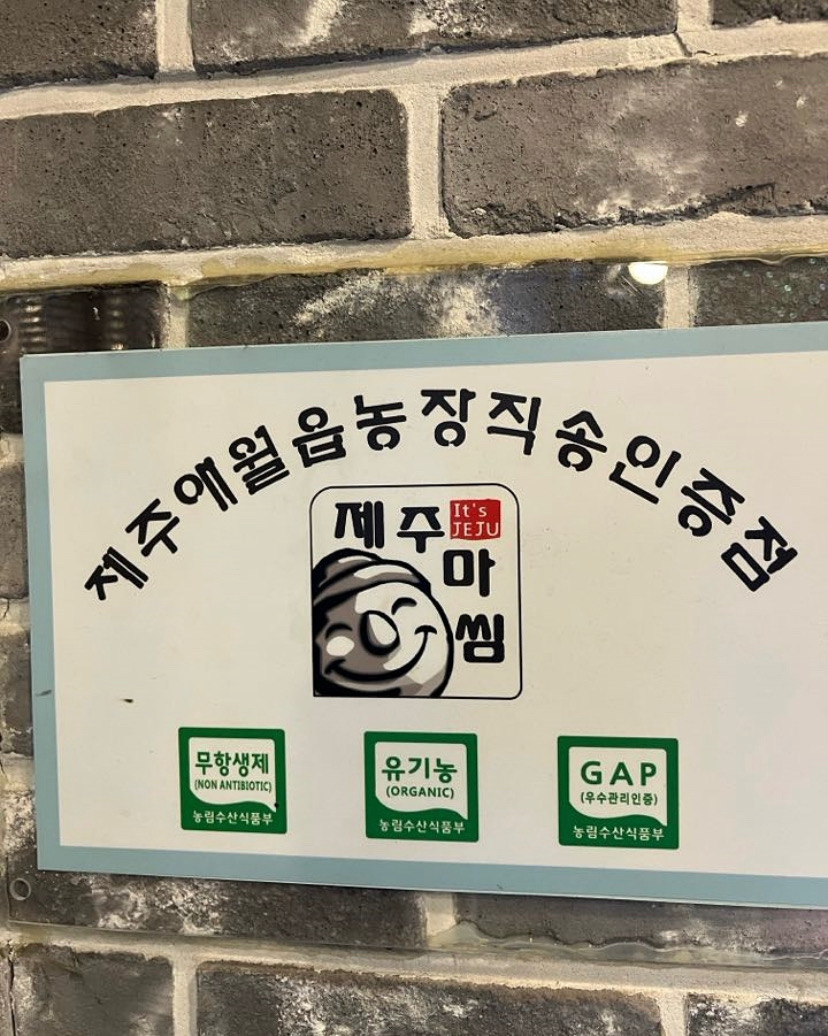 제주애월읍농장직송인증점
제주
It's
JEJU
마
씸
무항생제
(NON ANTIBIOTIC)
농림수산식품부
유기농
(ORGANIC)
농림수산식품부
GAP
(우수관리인증)
농림수산식품부